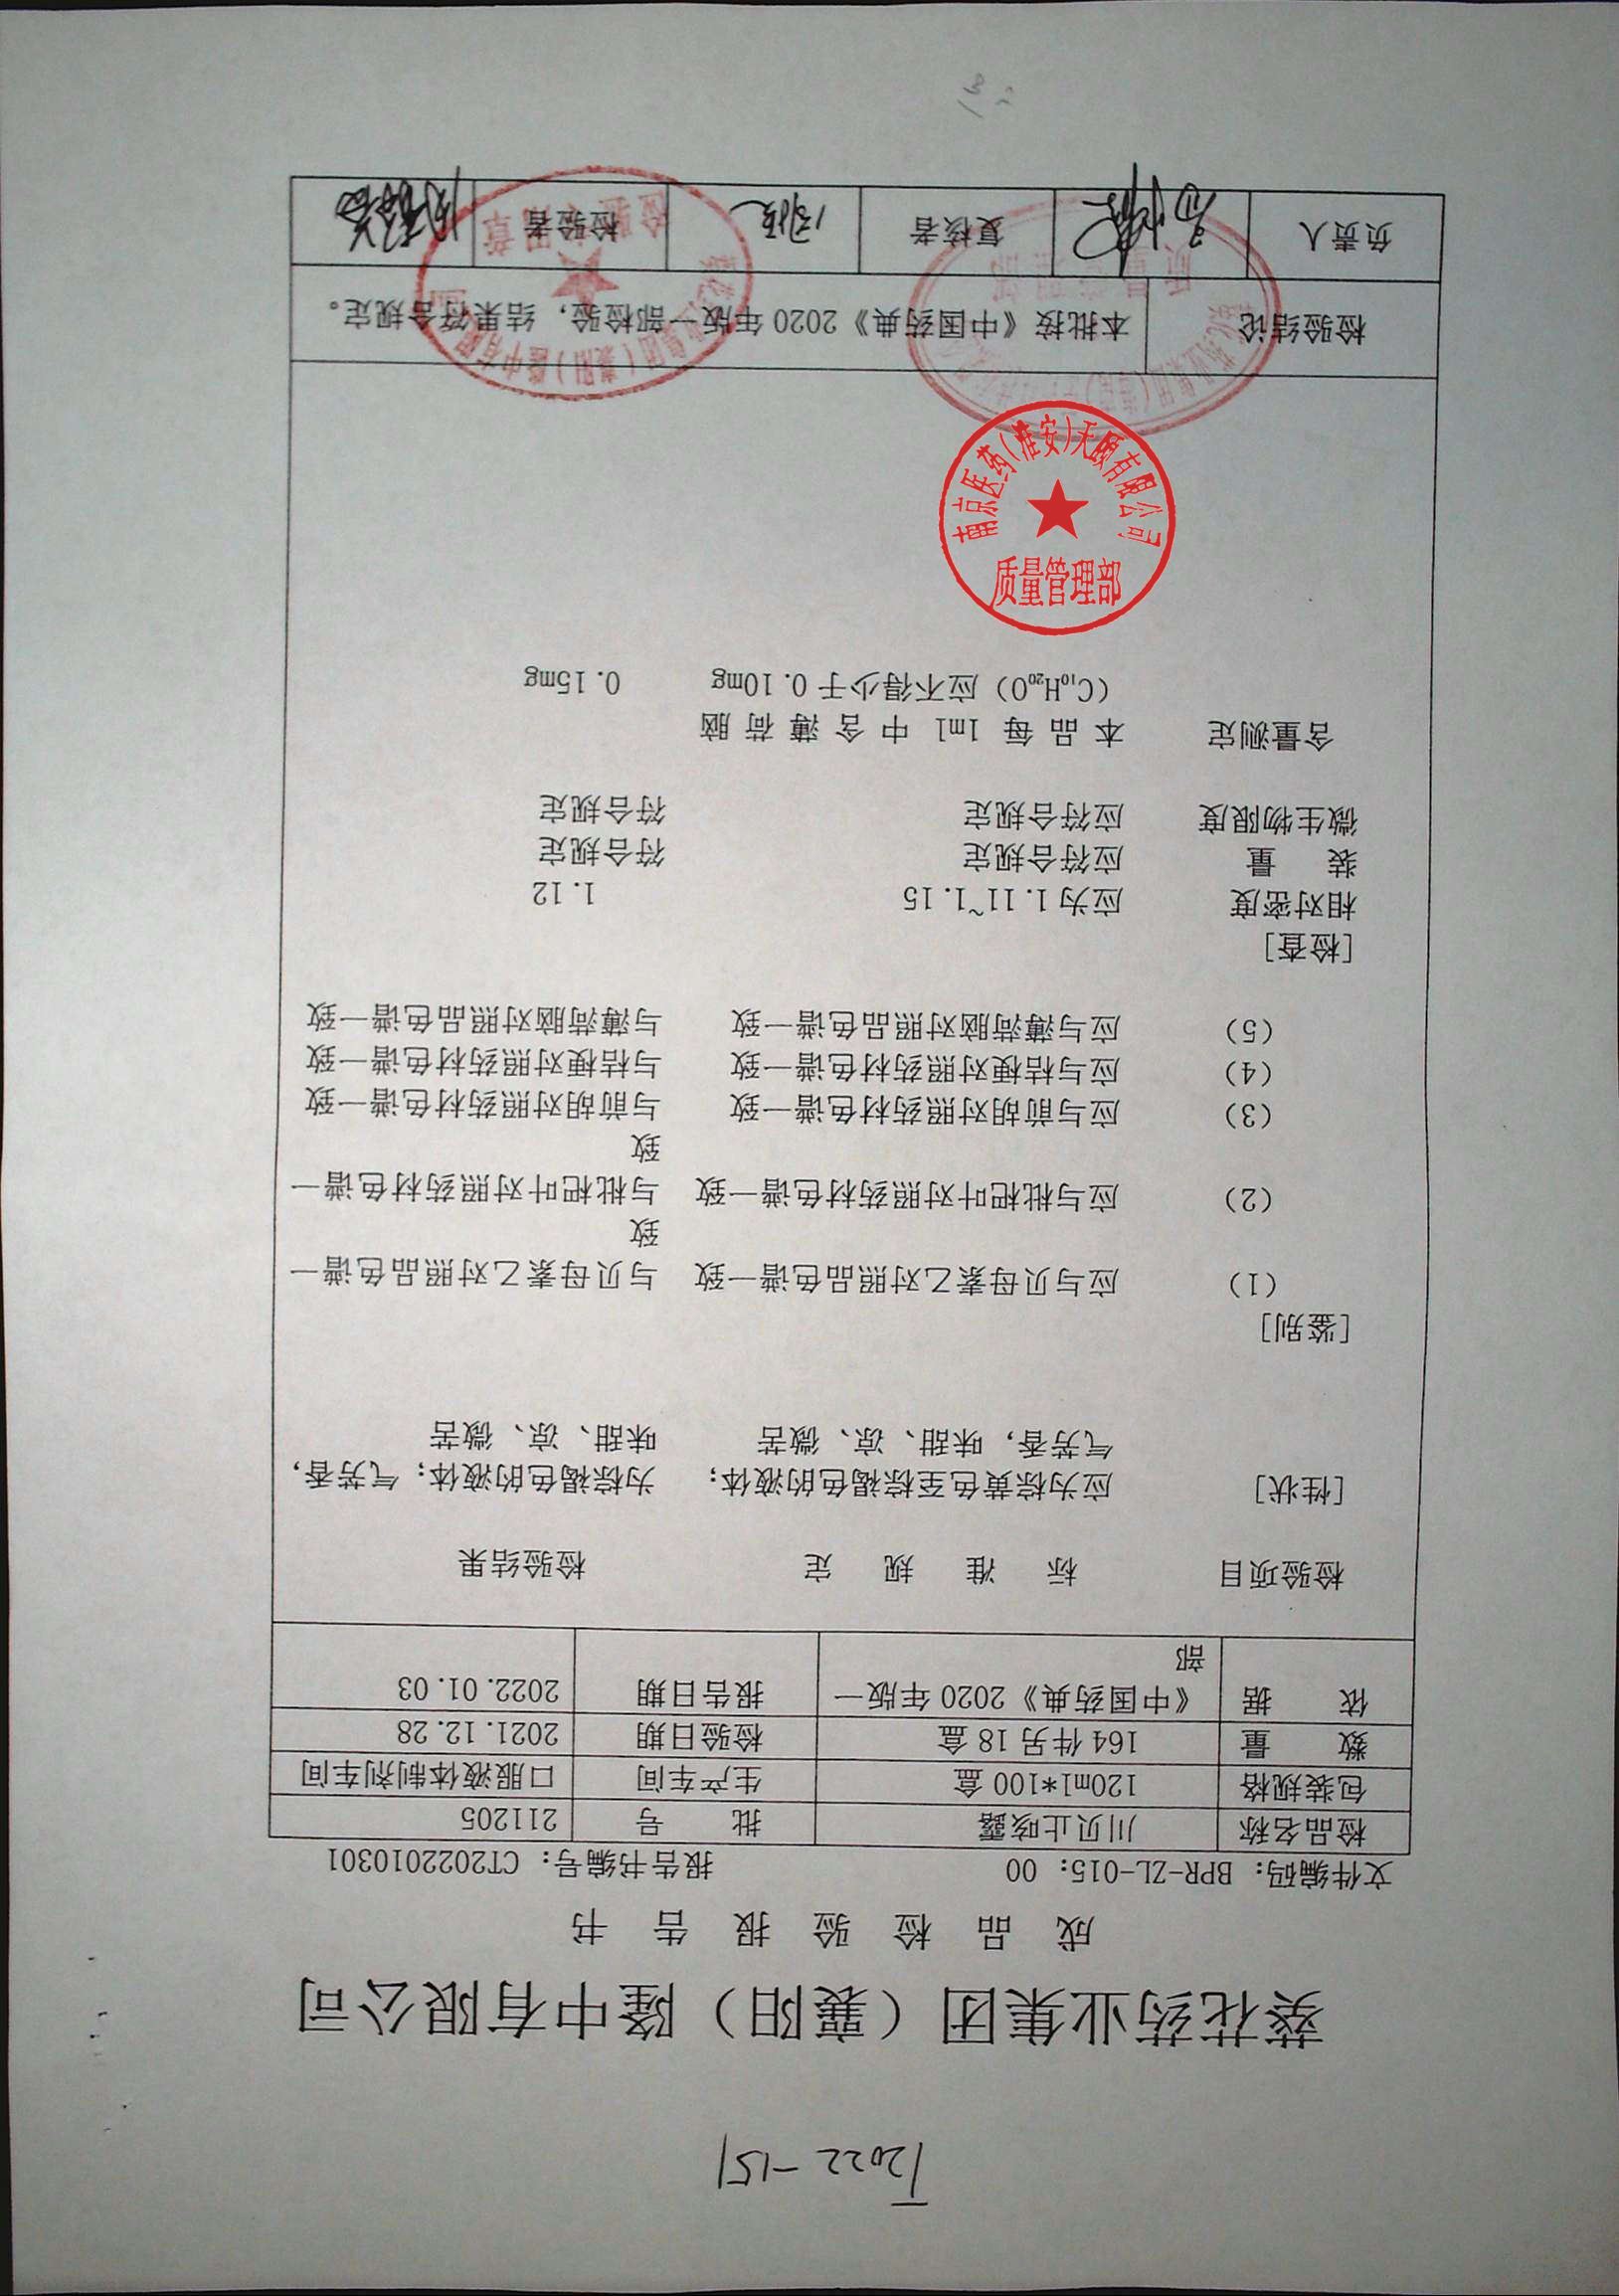 T2022-151
葵花药业集团（襄阳）隆中有限公司
成品检验报告书
文件编码：BPR-ZL-015：00 报告书编号：CT2022010301
检品名称 川贝止咳露 批 号 211205
包装规格 120ml*100盒 生产车间 口服液体制剂车间
数 量 164件另18盒 检验日期 2021.12.28
依 据 《中国药典》2020年版一 报告日期 2022.01.03
部
检验项目 标 准 规 定 检验结果
[性状] 应为棕黄色至棕褐色的液体； 为棕褐色的液体；气芳香，
气芳香，味甜、凉、微苦 味甜、凉、微苦
[鉴别]
（1） 应与贝母素乙对照品色谱一致 与贝母素乙对照品色谱一
致
（2） 应与枇杷叶对照药材色谱一致 与枇杷叶对照药材色谱一
致
（3） 应与前胡对照药材色谱一致 与前胡对照药材色谱一致
（4） 应与桔梗对照药材色谱一致 与桔梗对照药材色谱一致
（5） 应与薄荷脑对照品色谱一致 与薄荷脑对照品色谱一致
[检查]
相对密度 应为1.11~1.15 1.12
装 量 应符合规定 符合规定
微生物限度 应符合规定 符合规定
含量测定 本品每1ml中含薄荷脑
（C₁₀H₂₀O）应不得少于0.10mg 0.15mg
南京医药(淮安)天颐有限公司
质量管理部
检验结论 本批按《中国药典》2020年版一部检验，结果符合规定。
负责人 复核者 检验者